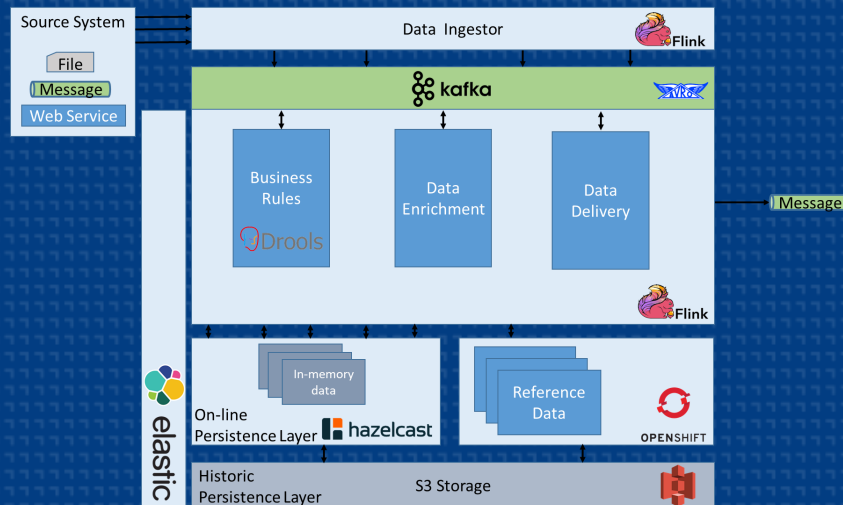 Source System
File
Message
Web Service
Data Ingestor
Flink
kafka
AVRO
Business
Rules
Drools
Data
Enrichment
Data
Delivery
Message
Flink
In-memory
data
On-line
Persistence Layer
hazelcast
Reference
Data
OPENSHIFT
elastic
Historic
Persistence Layer
S3 Storage